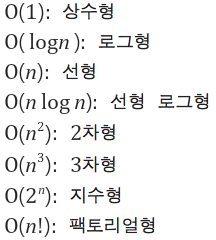 O(1): 상수형
O( logn ): 로그형
O(n): 선형
O(n log n): 선형 로그형
O(n²): 2차형
O(n³): 3차형
O(2ⁿ): 지수형
O(n!): 팩토리얼형